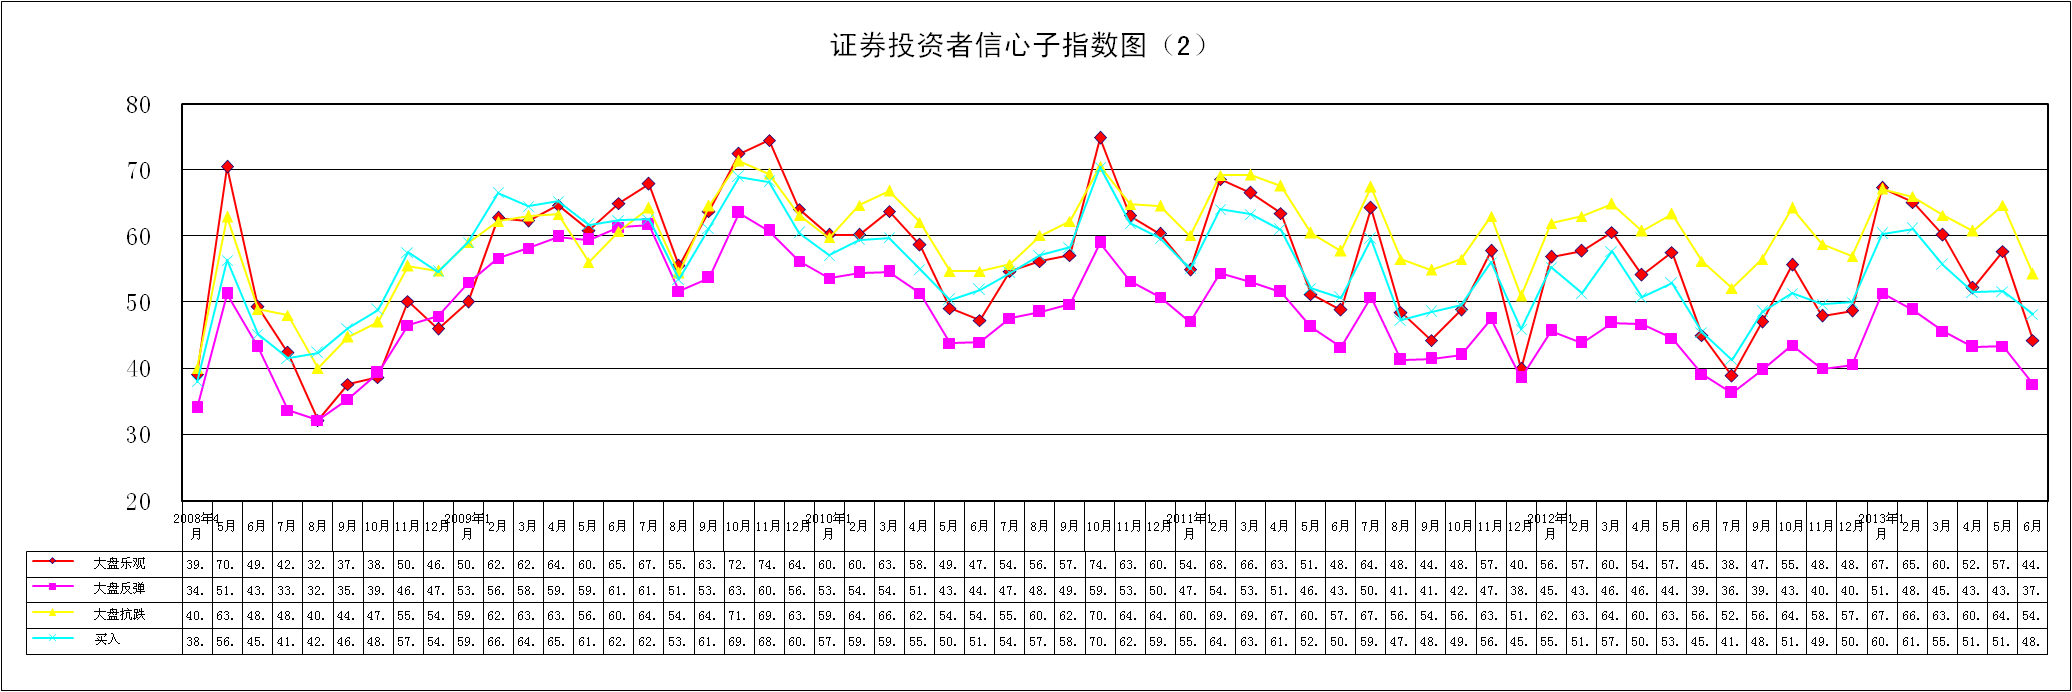 证券投资者信心子指数图（2）
80
70
60
50
40
30
20
2008年4月 5月 6月 7月 8月 9月 10月 11月 12月 2009年1月 2月 3月 4月 5月 6月 7月 8月 9月 10月 11月 12月 2010年1月 2月 3月 4月 5月 6月 7月 8月 9月 10月 11月 12月 2011年1月 2月 3月 4月 5月 6月 7月 8月 9月 10月 11月 12月 2012年1月 2月 3月 4月 5月 6月 7月 8月 9月 10月 11月 12月 2013年1月 2月 3月 4月 5月 6月
大盘乐观 39. 70. 49. 42. 32. 37. 38. 50. 46. 50. 62. 62. 64. 60. 65. 67. 55. 63. 72. 74. 64. 60. 60. 63. 58. 49. 47. 54. 56. 57. 74. 63. 60. 54. 68. 66. 63. 51. 48. 64. 48. 44. 48. 57. 40. 56. 57. 60. 54. 57. 45. 38. 47. 55. 48. 48. 67. 65. 60. 52. 57. 44.
大盘反弹 34. 51. 43. 33. 32. 35. 39. 46. 47. 53. 56. 58. 59. 59. 61. 61. 51. 53. 63. 60. 56. 53. 54. 54. 51. 43. 44. 47. 48. 49. 59. 53. 50. 47. 54. 53. 51. 46. 43. 50. 41. 41. 42. 47. 38. 45. 43. 46. 46. 44. 39. 36. 39. 43. 40. 40. 51. 48. 45. 43. 43. 37.
大盘抗跌 40. 63. 48. 48. 40. 44. 47. 55. 54. 59. 62. 63. 63. 56. 60. 64. 54. 64. 71. 69. 63. 59. 64. 66. 62. 54. 54. 55. 60. 62. 70. 64. 64. 60. 69. 69. 67. 60. 57. 67. 56. 54. 56. 63. 51. 62. 63. 64. 60. 63. 56. 52. 56. 64. 58. 57. 67. 66. 63. 60. 64. 54.
买入 38. 56. 45. 41. 42. 46. 48. 57. 54. 59. 66. 64. 65. 61. 62. 62. 53. 61. 69. 68. 60. 57. 59. 59. 55. 50. 51. 54. 57. 58. 70. 62. 59. 55. 64. 63. 61. 52. 50. 59. 47. 48. 49. 56. 45. 55. 51. 57. 50. 53. 45. 41. 48. 51. 49. 50. 60. 61. 55. 51. 51. 48.